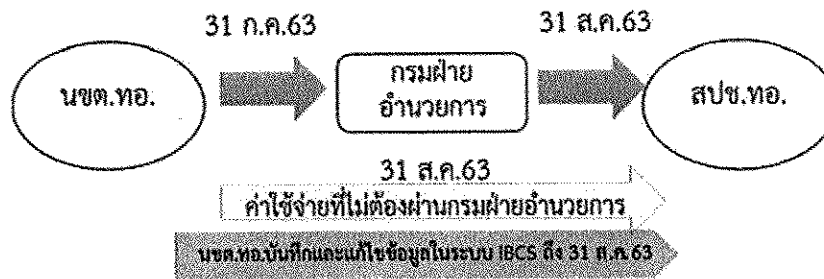 31 ก.ค.63
31 ส.ค.63
นขต.ทอ.
กรมฝ่าย
อำนวยการ
สปช.ทอ.
31 ส.ค.63
ค่าใช้จ่ายที่ไม่ต้องผ่านกรมฝ่ายอำนวยการ
นขต.ทอ.บันทึกและแก้ไขข้อมูลในระบบ IBCS ถึง 31 ส.ค.63